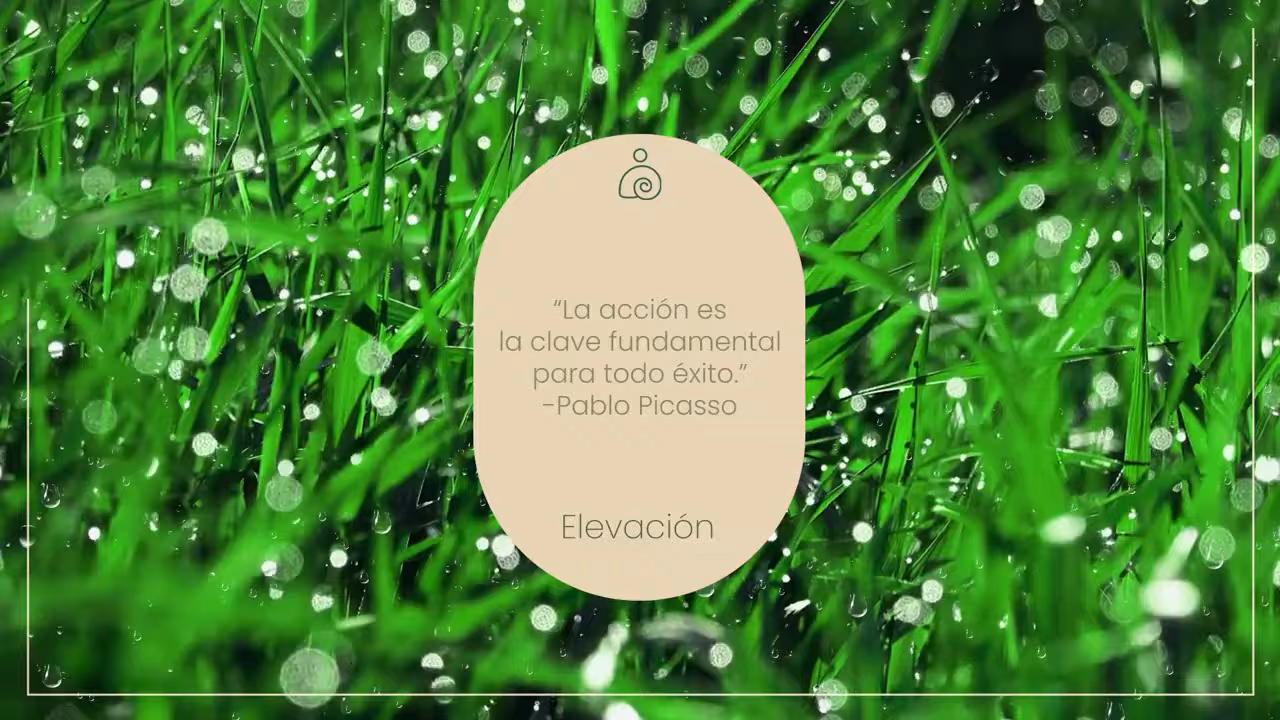 “La acción es
la clave fundamental
para todo éxito.”
-Pablo Picasso
Elevación